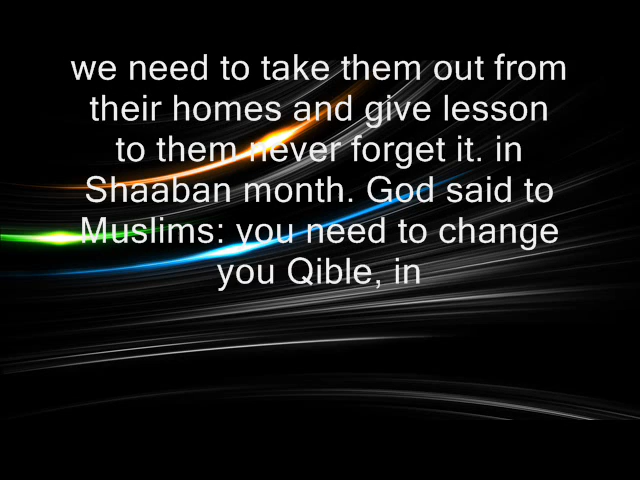 we need to take them out from
their homes and give lesson
to them never forget it. in
Shaaban month. God said to
Muslims: you need to change
you Qible, in